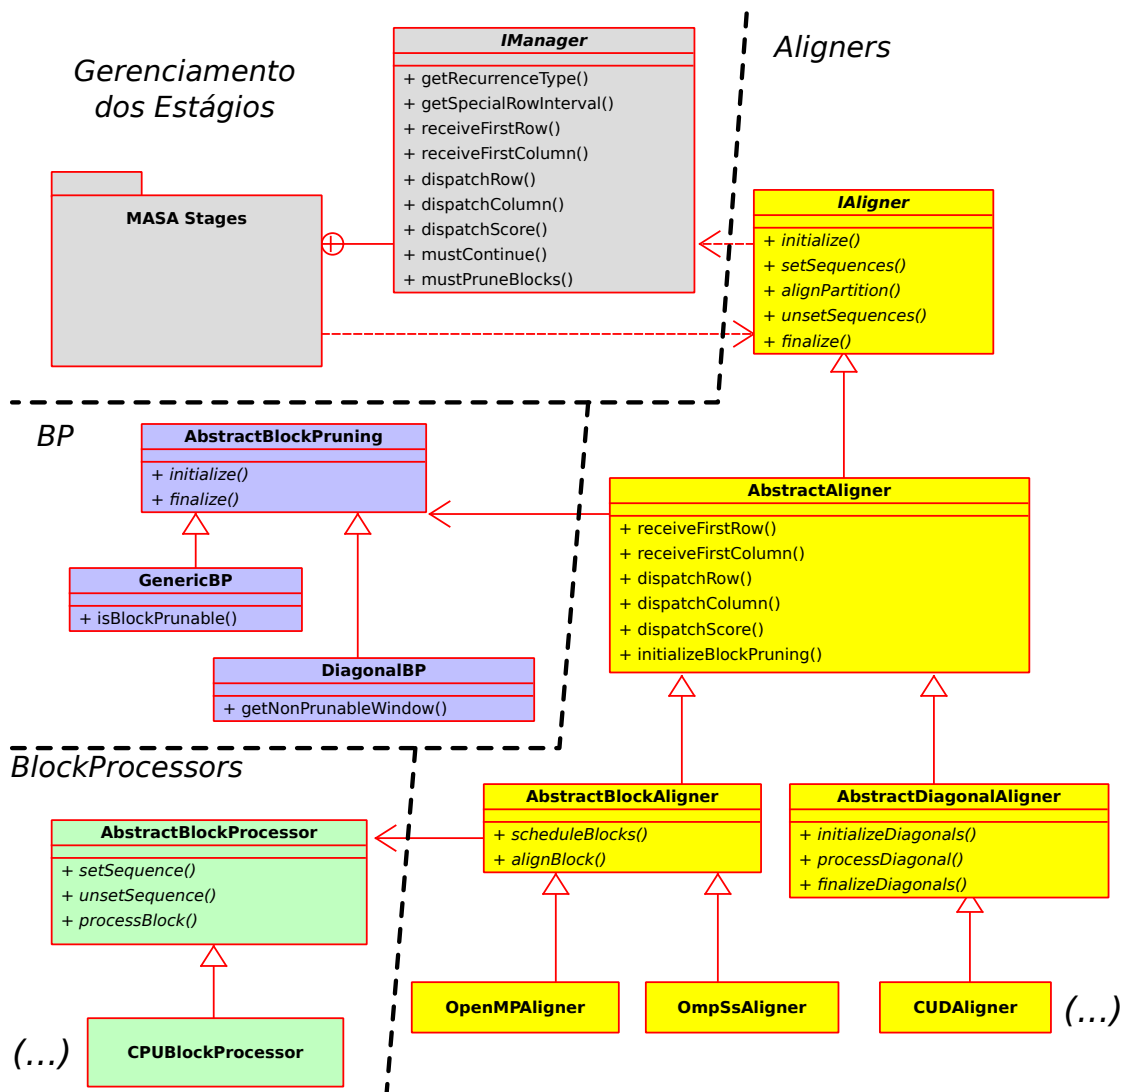 Gerenciamento
dos Estágios
IManager
+ getRecurrenceType()
+ getSpecialRowInterval()
+ receiveFirstRow()
+ receiveFirstColumn()
+ dispatchRow()
+ dispatchColumn()
+ dispatchScore()
+ mustContinue()
+ mustPruneBlocks()
Aligners
MASA Stages
IAligner
+ initialize()
+ setSequences()
+ alignPartition()
+ unsetSequences()
+ finalize()
BP
AbstractBlockPruning
+ initialize()
+ finalize()
GenericBP
+ isBlockPrunable()
DiagonalBP
+ getNonPrunableWindow()
AbstractAligner
+ receiveFirstRow()
+ receiveFirstColumn()
+ dispatchRow()
+ dispatchColumn()
+ dispatchScore()
+ initializeBlockPruning()
BlockProcessors
AbstractBlockProcessor
+ setSequence()
+ unsetSequence()
+ processBlock()
AbstractBlockAligner
+ scheduleBlocks()
+ alignBlock()
AbstractDiagonalAligner
+ initializeDiagonals()
+ processDiagonal()
+ finalizeDiagonals()
(...)
CPUBlockProcessor
OpenMPAligner
OmpSsAligner
CUDAligner
(...)